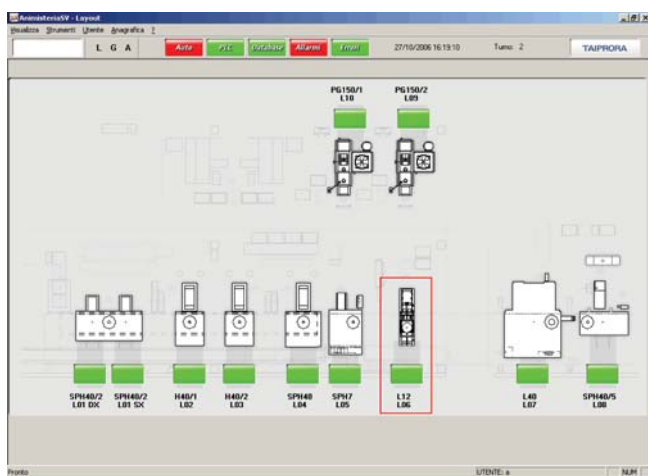 AnimisteriaSV - Layout
Visualizza Strumenti Utente Anagrafica ?
L G A Auto PLC Database Allarmi Errori 27/10/2006 16:19:10 Turno: 2 TAIPRORA
PG150/1 PG150/2
L10 L09
SPH40/2 SPH40/2 H40/1 H40/2 SPH40 SPH7 L12 L40 SPH40/5
L01 DX L01 SX L02 L03 L04 L05 L06 L07 L08
Pronto UTENTE: a NUM